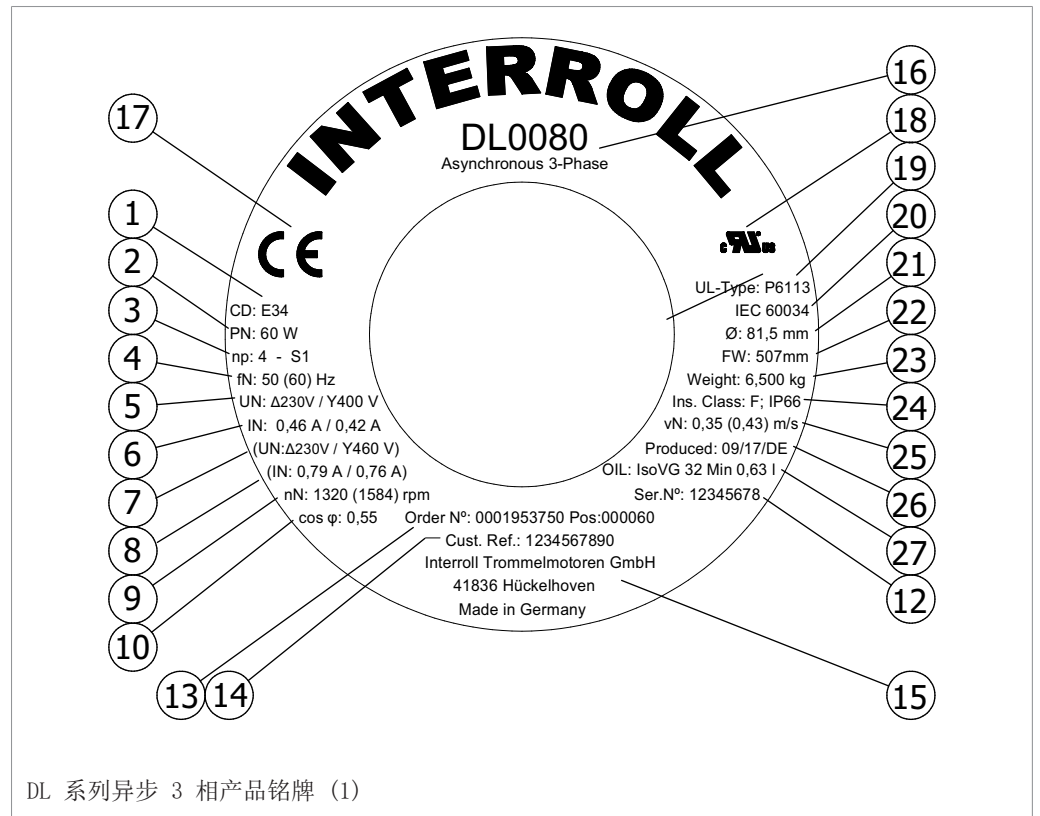 INTERROLL
DL0080
Asynchronous 3-Phase
CE
c RU us
CD: E34
PN: 60 W
np: 4 - S1
fN: 50 (60) Hz
UN: Δ230V / Y400 V
IN: 0,46 A / 0,42 A
(UN:Δ230V / Y460 V)
(IN: 0,79 A / 0,76 A)
nN: 1320 (1584) rpm
cos φ: 0,55
UL-Type: P6113
IEC 60034
Ø: 81,5 mm
FW: 507mm
Weight: 6,500 kg
Ins. Class: F; IP66
vN: 0,35 (0,43) m/s
Produced: 09/17/DE
OIL: IsoVG 32 Min 0,63 l
Ser.Nº: 12345678
Order Nº: 0001953750 Pos:000060
Cust. Ref.: 1234567890
Interroll Trommelmotoren GmbH
41836 Hückelhoven
Made in Germany
17
1
2
3
4
5
6
7
8
9
10
13
14
16
18
19
20
21
22
23
24
25
26
27
12
15
DL 系列异步 3 相产品铭牌 (1)